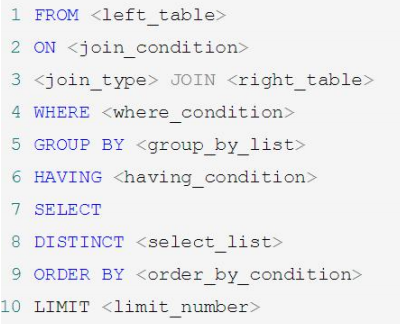 1 FROM <left_table>
2 ON <join_condition>
3 <join_type> JOIN <right_table>
4 WHERE <where_condition>
5 GROUP BY <group_by_list>
6 HAVING <having_condition>
7 SELECT
8 DISTINCT <select_list>
9 ORDER BY <order_by_condition>
10 LIMIT <limit_number>